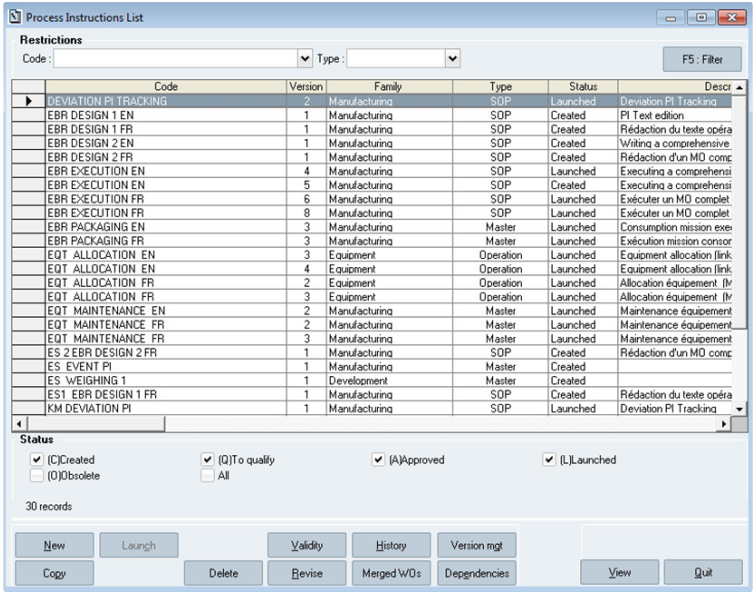 Process Instructions List
Restrictions
Code : Type : F5 : Filter
Code Version Family Type Status Descr
DEVIATION PI TRACKING 2 Manufacturing SOP Launched Deviation PI Tracking
EBR DESIGN 1 EN 1 Manufacturing SOP Created PI Text edition
EBR DESIGN 1 FR 1 Manufacturing SOP Created Rédaction du texte opéra
EBR DESIGN 2 EN 1 Manufacturing SOP Created Writing a comprehensive
EBR DESIGN 2 FR 1 Manufacturing SOP Created Rédaction d'un MO comp
EBR EXECUTION EN 4 Manufacturing SOP Launched Executing a comprehensi
EBR EXECUTION EN 5 Manufacturing SOP Created Executing a comprehensi
EBR EXECUTION FR 6 Manufacturing SOP Launched Exécuter un MO complet
EBR EXECUTION FR 8 Manufacturing SOP Launched Exécuter un MO complet
EBR PACKAGING EN 3 Manufacturing Master Launched Consumption mission exe
EBR PACKAGING FR 3 Manufacturing Master Launched Exécution mission consor
EQT ALLOCATION EN 3 Equipment Operation Launched Equipment allocation (link
EQT ALLOCATION EN 4 Equipment Operation Launched Equipment allocation (link
EQT ALLOCATION FR 2 Equipment Operation Launched Allocation équipement (M
EQT ALLOCATION FR 3 Equipment Operation Launched Allocation équipement (M
EQT MAINTENANCE EN 2 Manufacturing Master Launched Maintenance équipement
EQT MAINTENANCE FR 2 Manufacturing Master Launched Maintenance équipement
EQT MAINTENANCE FR 3 Manufacturing Master Launched Maintenance équipement
ES 2 EBR DESIGN 2 FR 1 Manufacturing SOP Created Rédaction d'un MO comp
ES EVENT PI 1 Manufacturing Master Created
ES WEIGHING 1 1 Development Master Created
ES1 EBR DESIGN 1 FR 1 Manufacturing SOP Created Rédaction du texte opéra
KM DEVIATION PI 1 Manufacturing SOP Launched Deviation PI Tracking
Status
(C)Created (Q)To qualify (A)Approved (L)Launched
(O)Obsolete All
30 records
New Launch Validity History Version mgt
Copy Delete Revise Merged WOs Dependencies View Quit